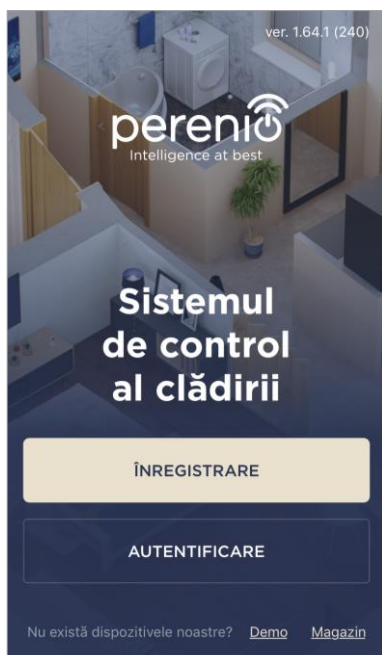 ver. 1.64.1 (240)
perenio
Intelligence at best
Sistemul
de control
al clădirii
ÎNREGISTRARE
AUTENTIFICARE
Nu există dispozitivele noastre? Demo Magazin